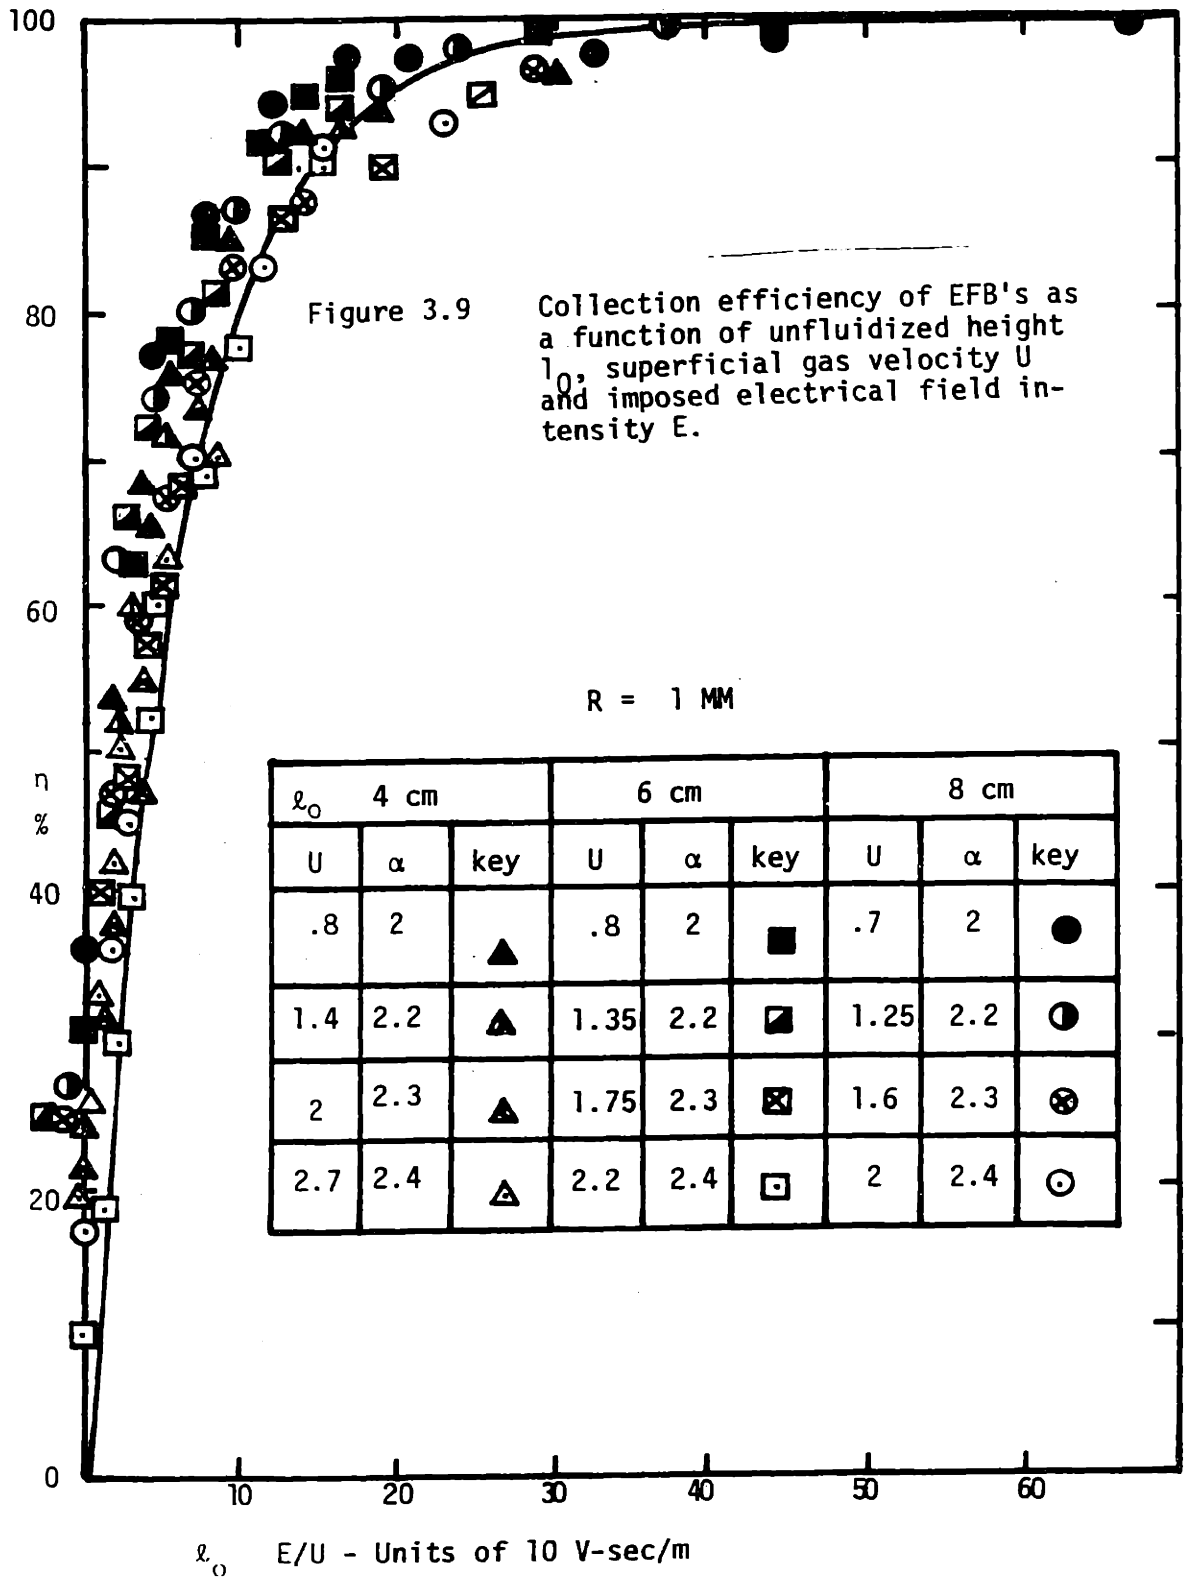 100
80
60
η
%
40
20
0
10 20 30 40 50 60
ℓ₀ E/U - Units of 10 V-sec/m
Figure 3.9
Collection efficiency of EFB's as
a function of unfluidized height
l₀, superficial gas velocity U
and imposed electrical field in-
tensity E.
R = 1 MM
ℓ₀ 4 cm 6 cm 8 cm
U α key U α key U α key
.8 2 .8 2 .7 2
1.4 2.2 1.35 2.2 1.25 2.2
2 2.3 1.75 2.3 1.6 2.3
2.7 2.4 2.2 2.4 2 2.4